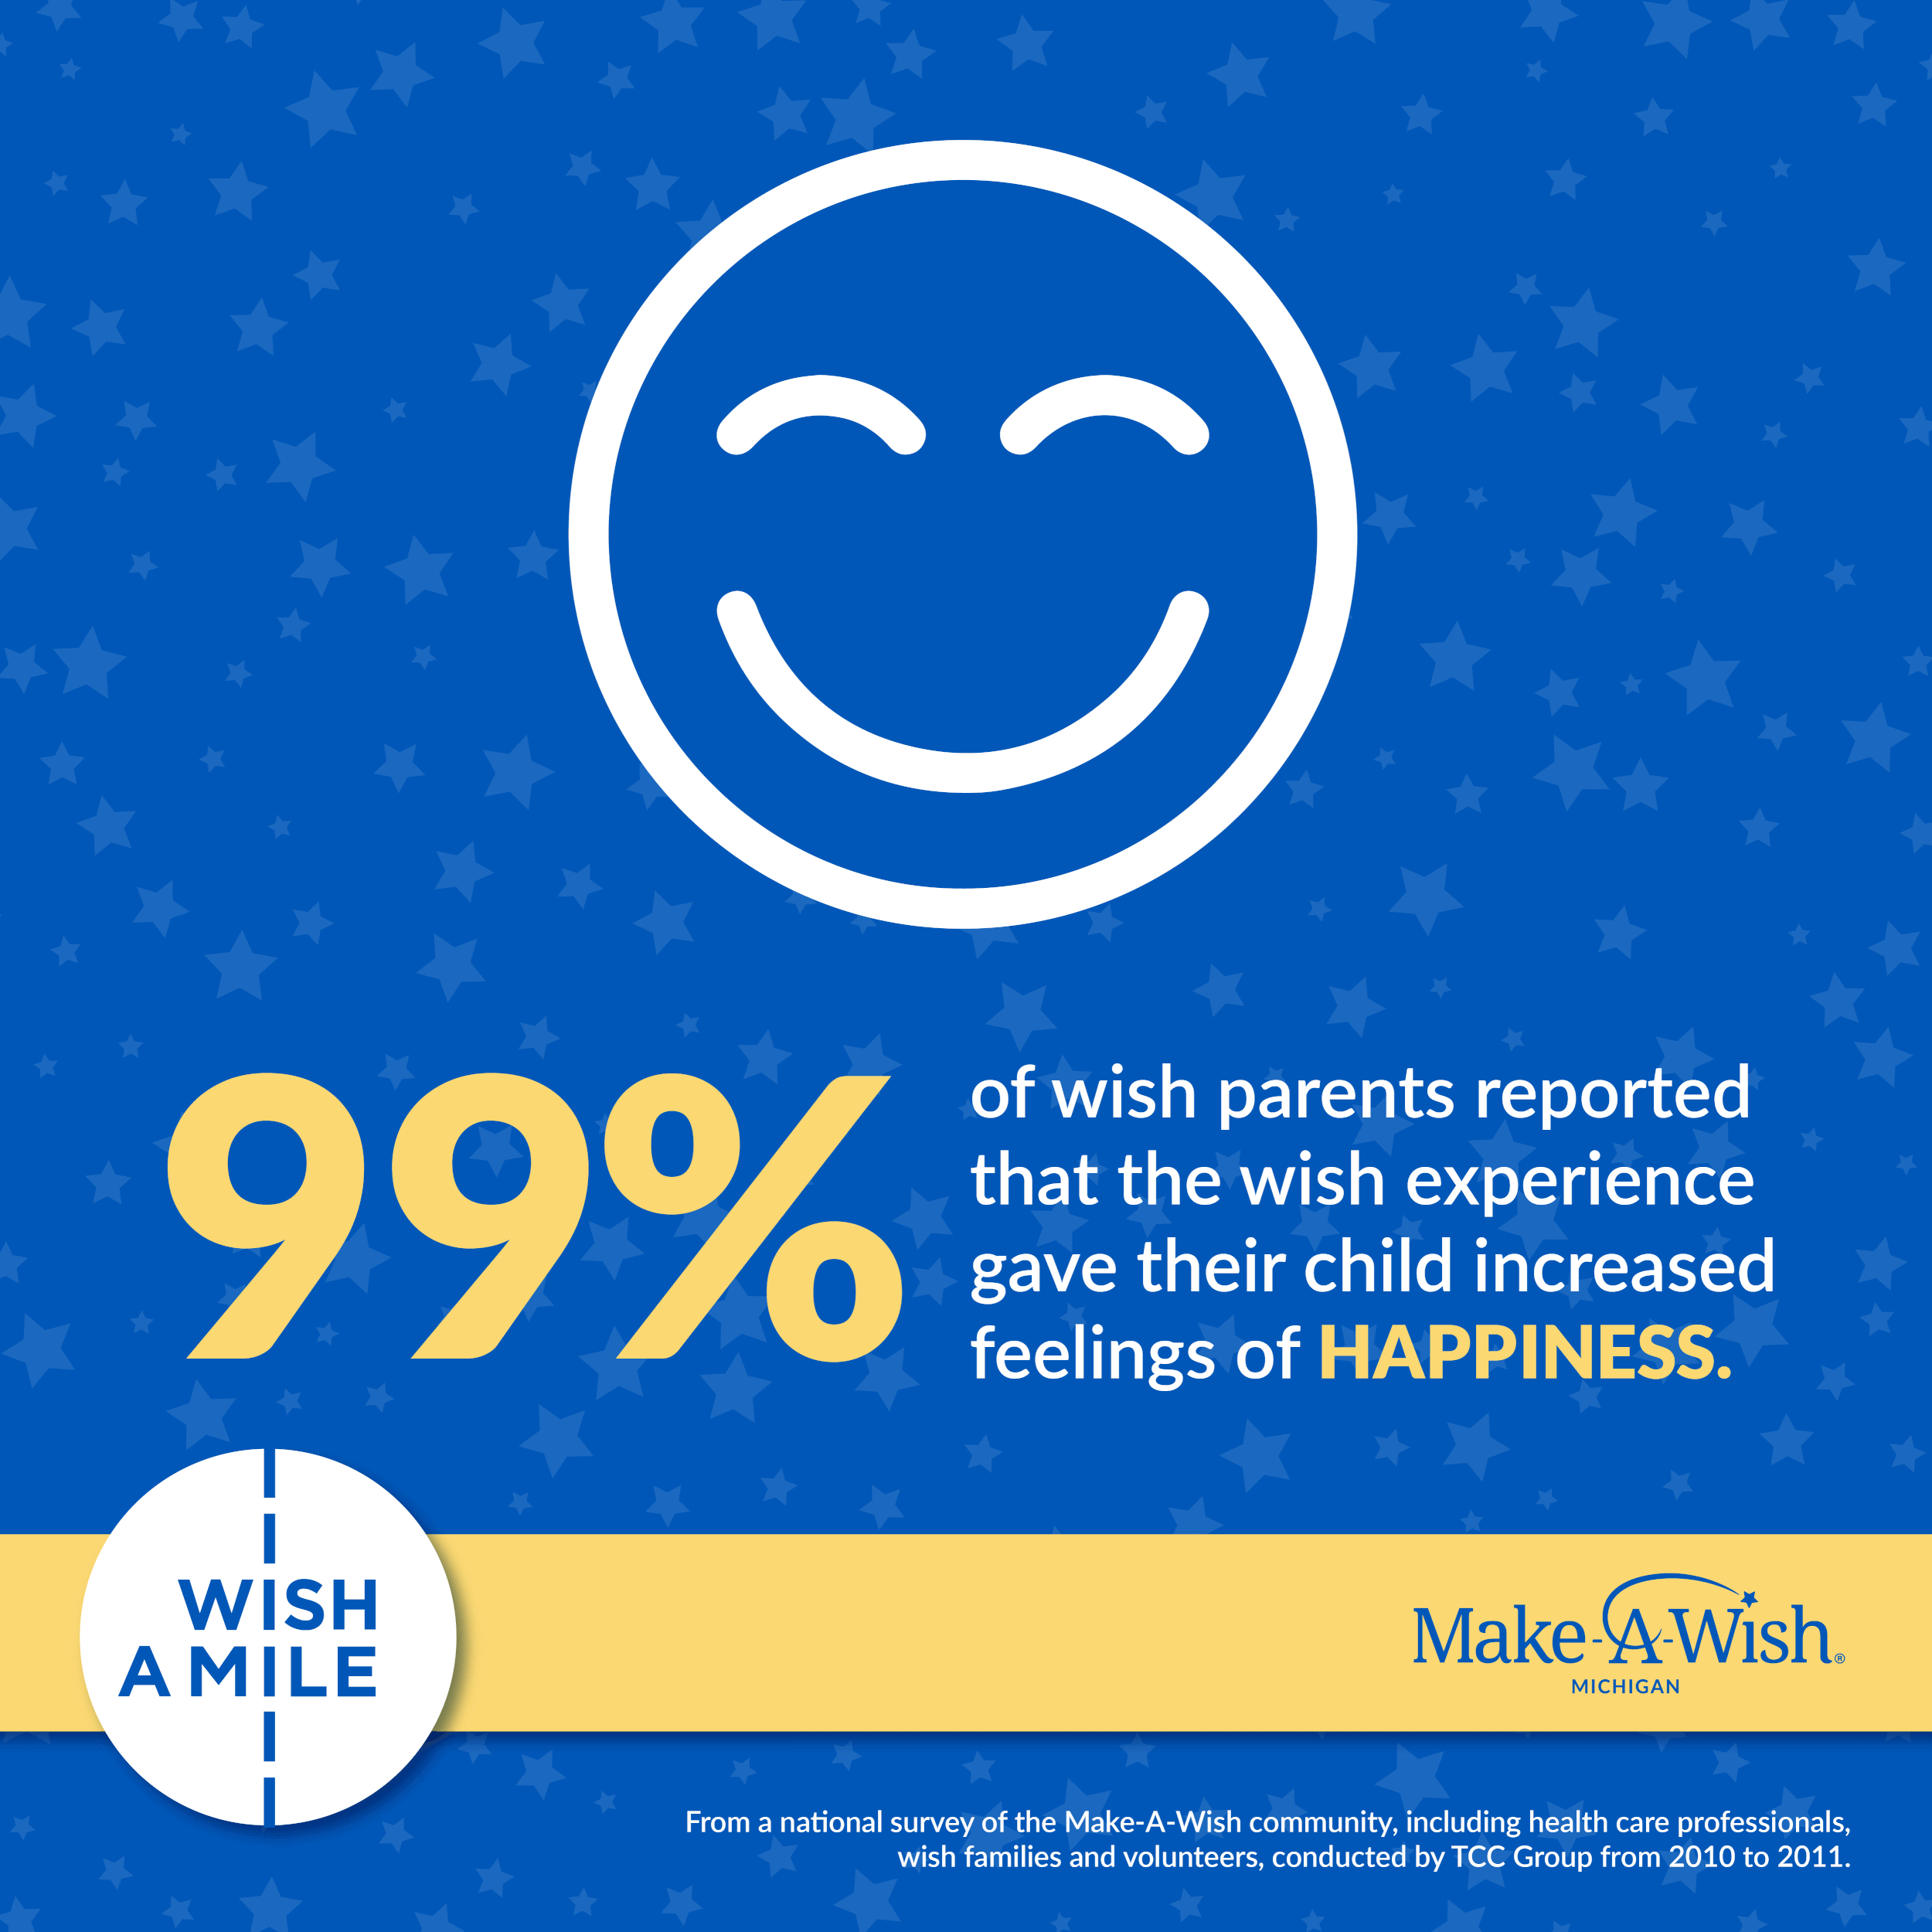 99%
of wish parents reported
that the wish experience
gave their child increased
feelings of HAPPINESS.
WISH
A MILE
Make-A-Wish®
MICHIGAN
From a national survey of the Make-A-Wish community, including health care professionals,
wish families and volunteers, conducted by TCC Group from 2010 to 2011.